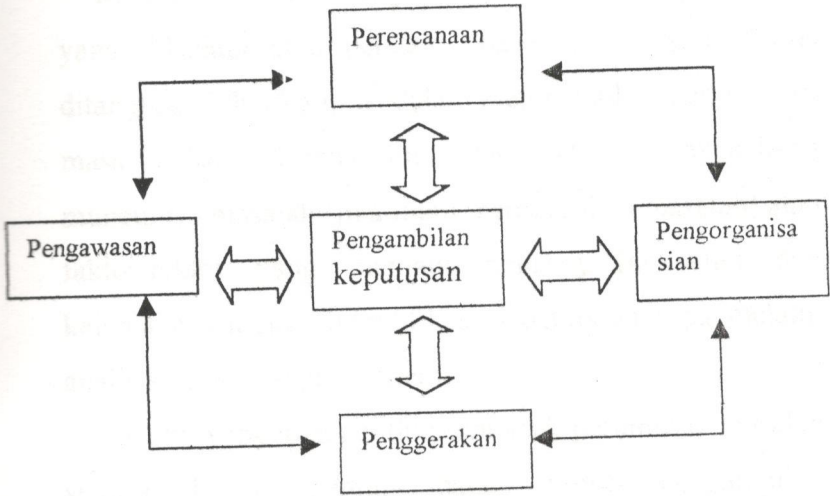 Perencanaan
Pengawasan
Pengambilan
keputusan
Pengorganisa
sian
Penggerakan